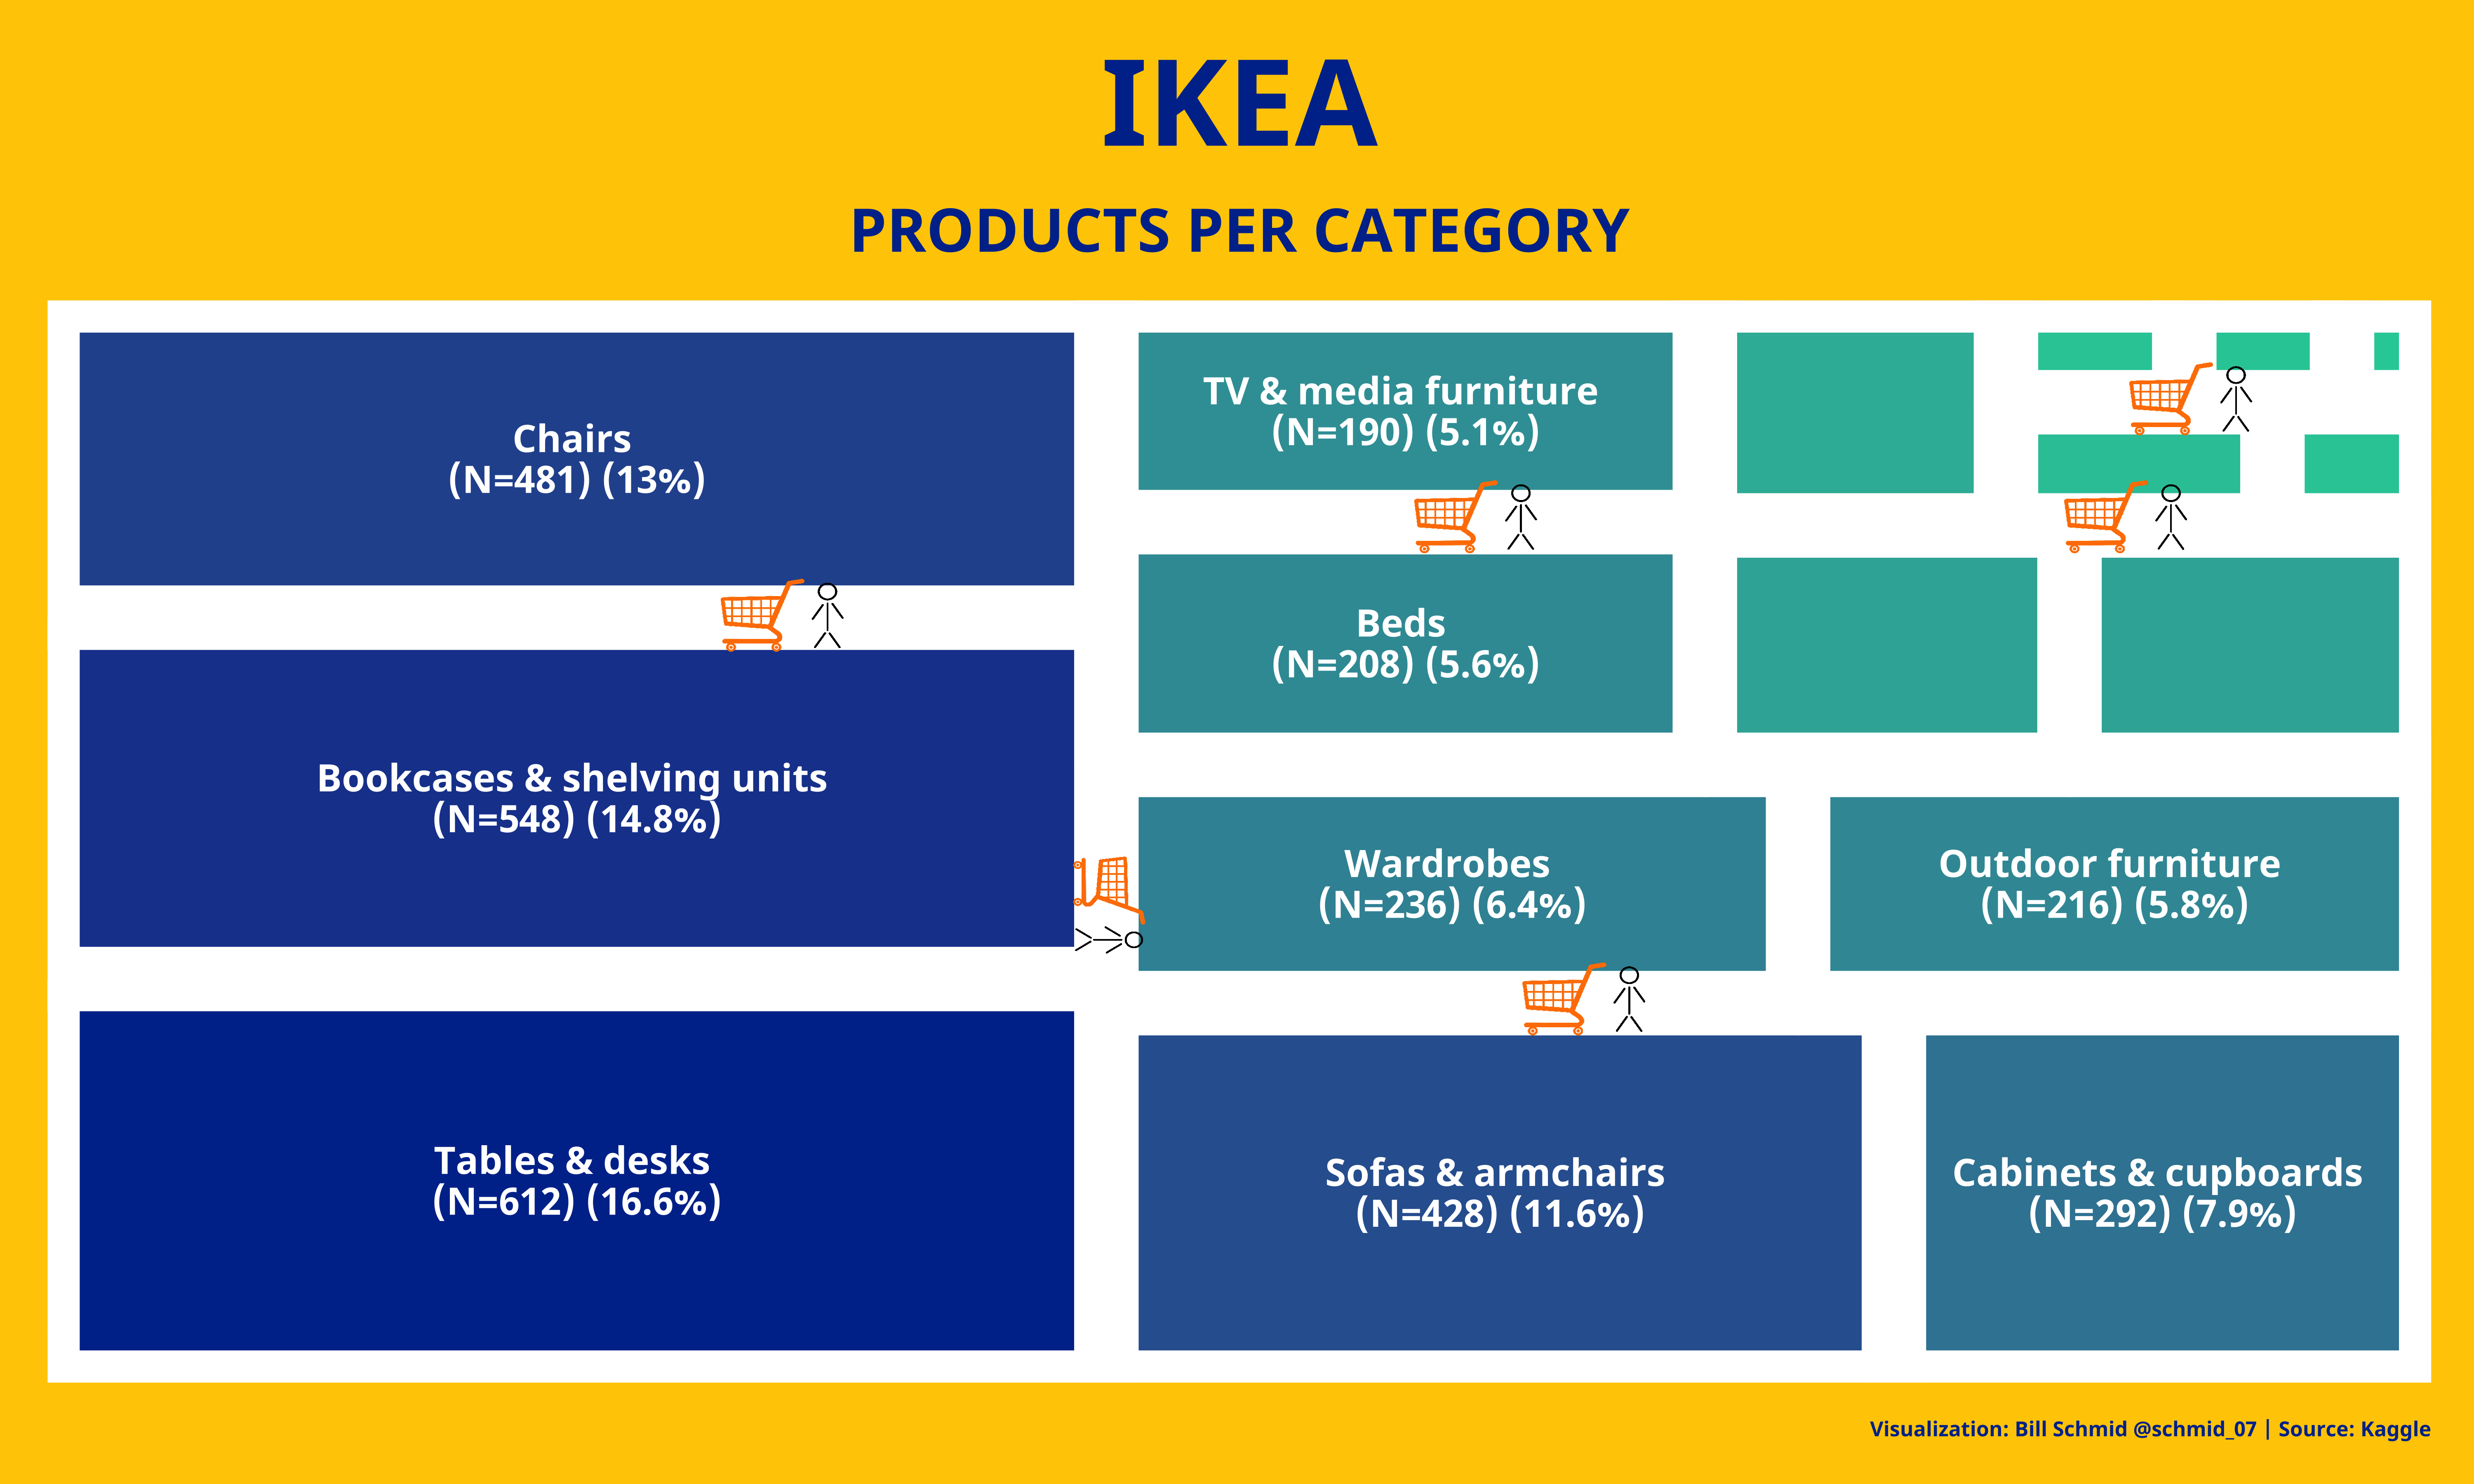 IKEA
PRODUCTS PER CATEGORY
Chairs
(N=481) (13%)
Bookcases & shelving units
(N=548) (14.8%)
Tables & desks
(N=612) (16.6%)
TV & media furniture
(N=190) (5.1%)
Beds
(N=208) (5.6%)
Wardrobes
(N=236) (6.4%)
Outdoor furniture
(N=216) (5.8%)
Sofas & armchairs
(N=428) (11.6%)
Cabinets & cupboards
(N=292) (7.9%)
Visualization: Bill Schmid @schmid_07 | Source: Kaggle